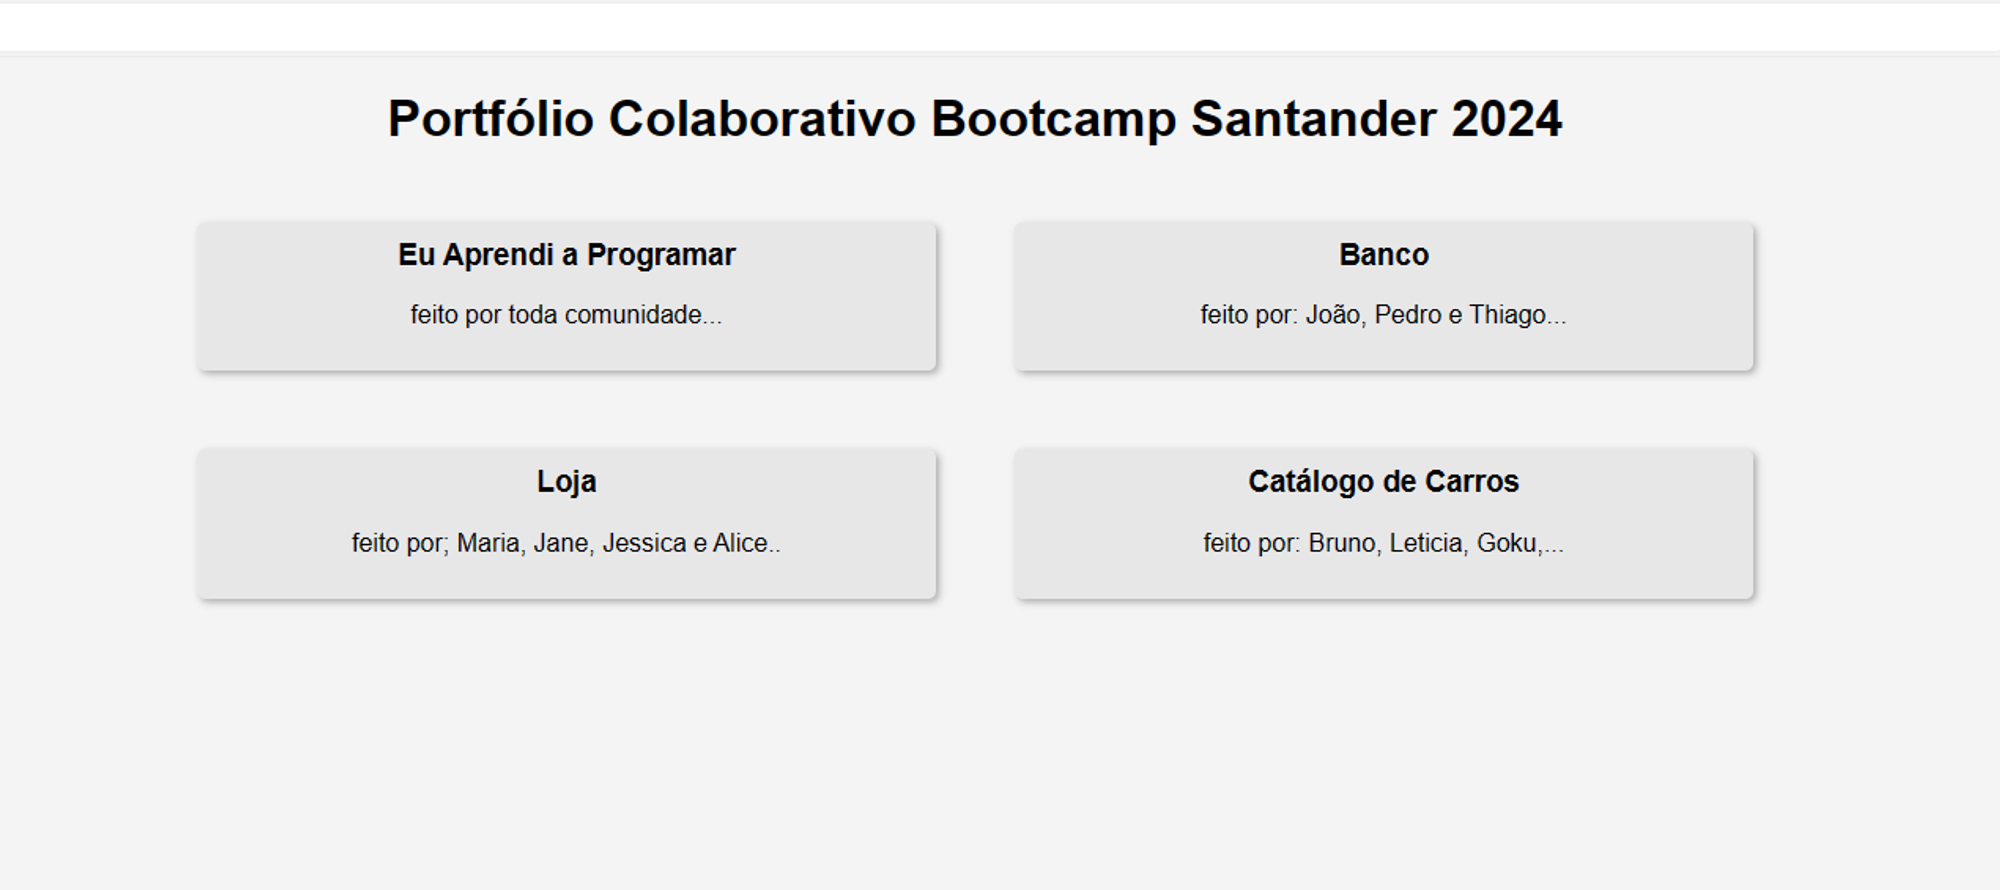 Portfólio Colaborativo Bootcamp Santander 2024
Eu Aprendi a Programar
feito por toda comunidade...
Banco
feito por: João, Pedro e Thiago...
Loja
feito por; Maria, Jane, Jessica e Alice..
Catálogo de Carros
feito por: Bruno, Leticia, Goku,...